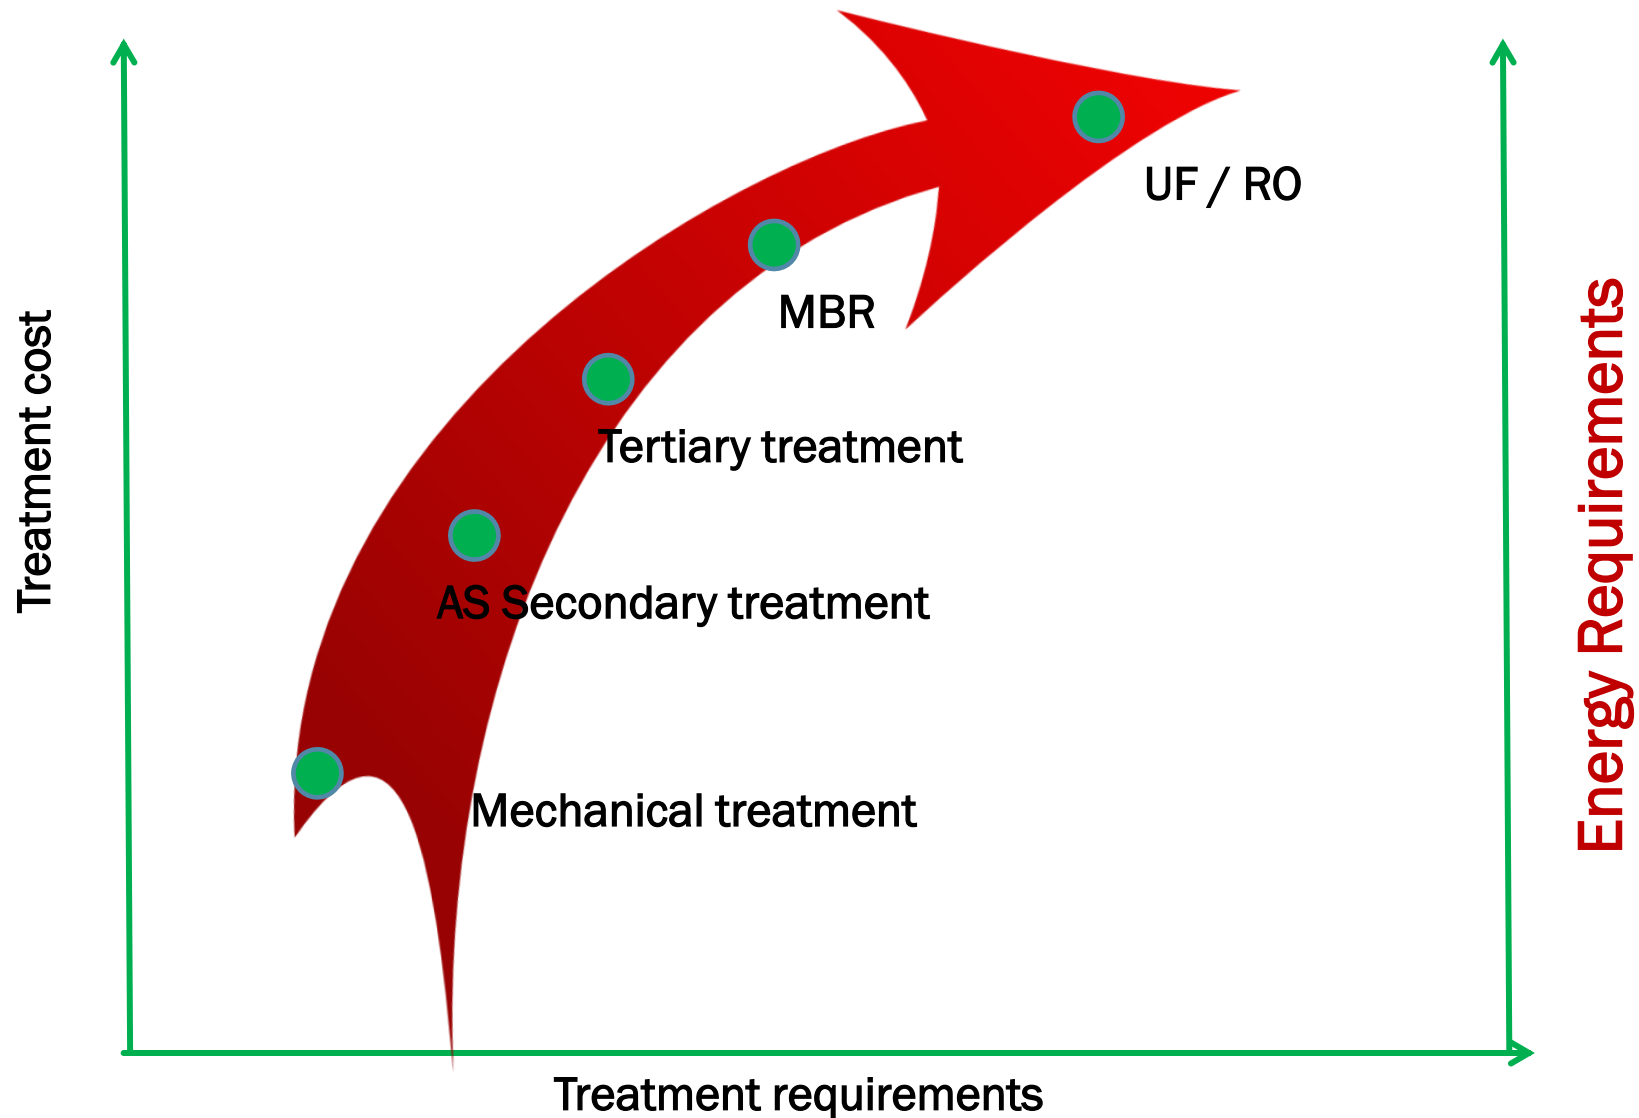 UF / RO
MBR
Tertiary treatment
AS Secondary treatment
Mechanical treatment
Treatment cost
Energy Requirements
Treatment requirements